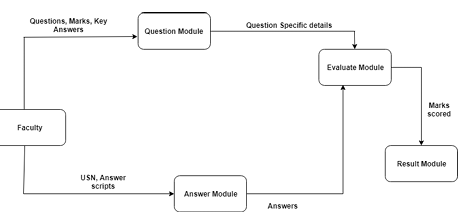 Questions, Marks, Key
Answers
Question Module
Question Specific details
Evaluate Module
Marks
scored
Faculty
Result Module
USN, Answer
scripts
Answer Module
Answers